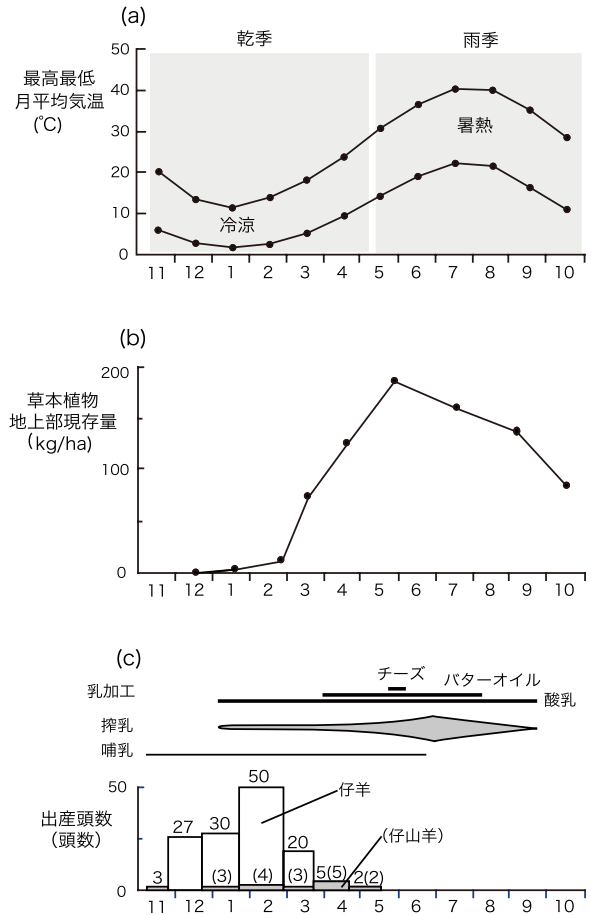 (a)
乾季 雨季
最高最低
月平均気温
(℃)
50
40
30
20
10
0
暑熱
冷涼
11 12 1 2 3 4 5 6 7 8 9 10
(b)
草本植物
地上部現存量
(kg/ha)
200
100
0
11 12 1 2 3 4 5 6 7 8 9 10
(c)
チーズ
乳加工
バターオイル
酸乳
搾乳
哺乳
出産頭数
(頭数)
50
0
50
仔羊
27 30
20
(仔山羊)
3 (3) (4) (3) 5(5) 2(2)
11 12 1 2 3 4 5 6 7 8 9 10